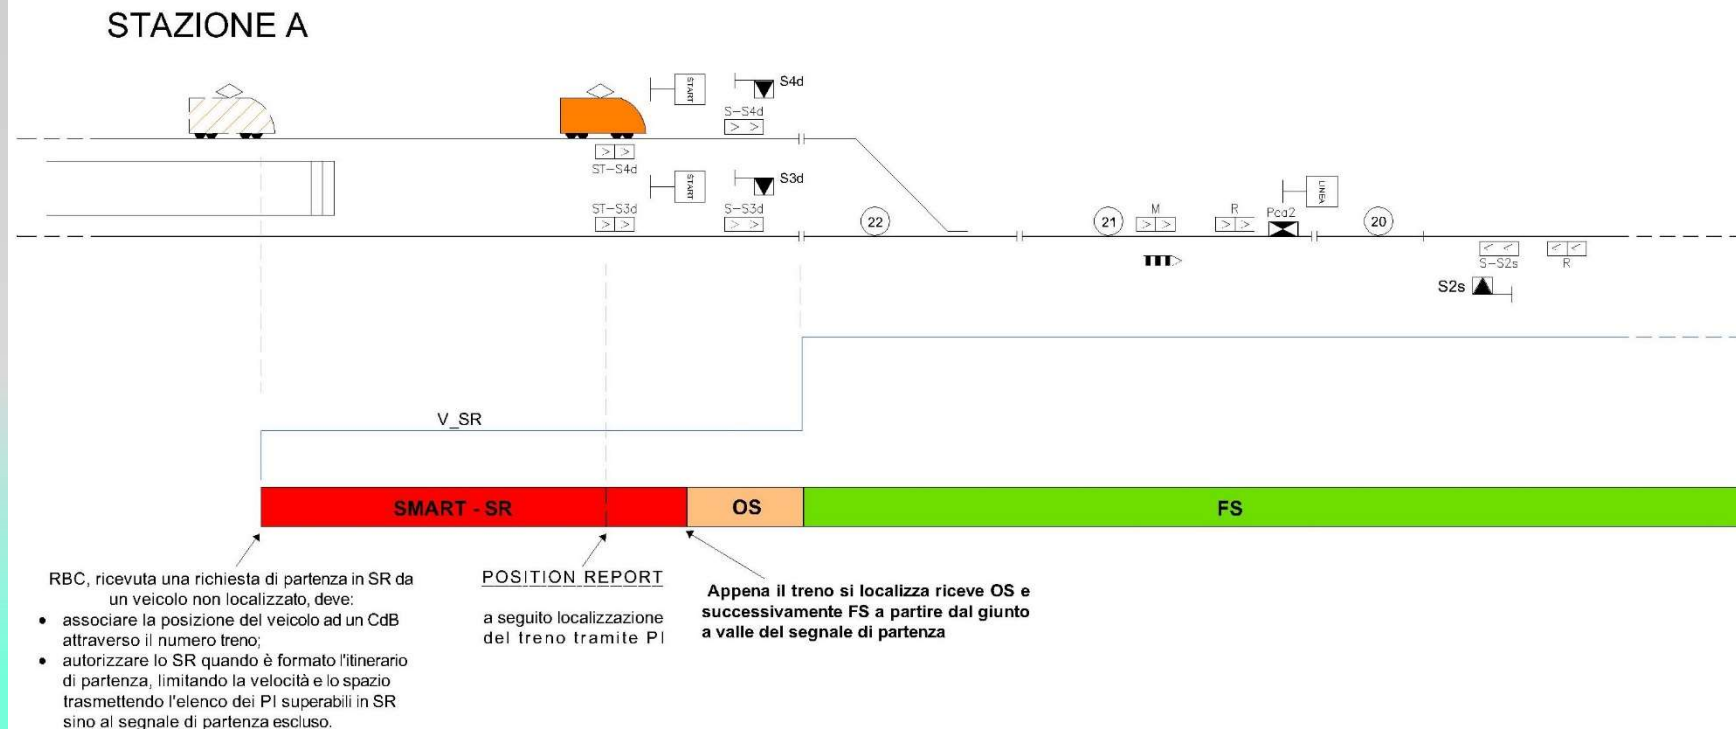 STAZIONE A
START
S4d
S-S4d
ST-S4d
START
S3d
ST-S3d
S-S3d
22
21
M
R
Pca2
LINEA
20
S-S2s
R
S2s
V_SR
SMART - SR
OS
FS
RBC, ricevuta una richiesta di partenza in SR da
un veicolo non localizzato, deve:
• associare la posizione del veicolo ad un CdB
attraverso il numero treno;
• autorizzare lo SR quando è formato l'itinerario
di partenza, limitando la velocità e lo spazio
trasmettendo l'elenco dei PI superabili in SR
sino al segnale di partenza escluso.
POSITION REPORT
a seguito localizzazione
del treno tramite PI
Appena il treno si localizza riceve OS e
successivamente FS a partire dal giunto
a valle del segnale di partenza